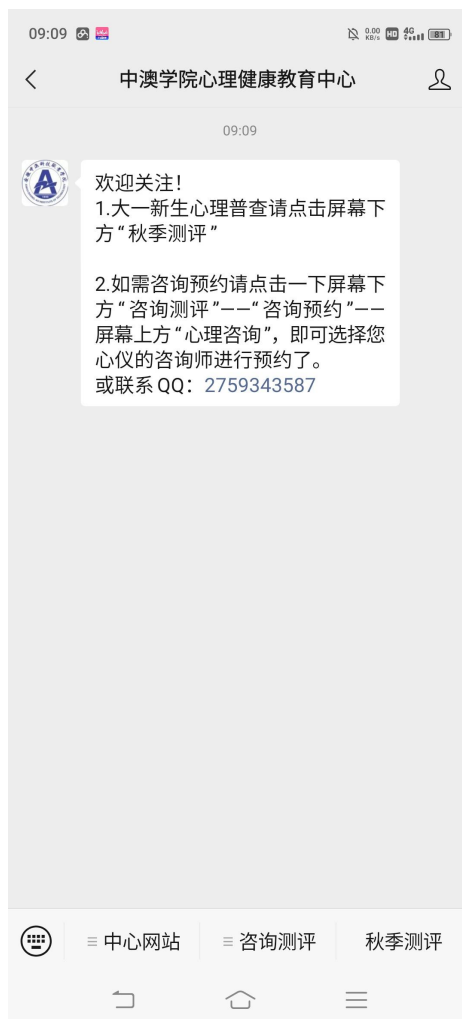 09:09
0.00
KB/s
HD
4G
81
中澳学院心理健康教育中心
09:09
欢迎关注！
1.大一新生心理普查请点击屏幕下
方“秋季测评”
2.如需咨询预约请点击一下屏幕下
方“咨询测评”——“咨询预约”——
屏幕上方“心理咨询”，即可选择您
心仪的咨询师进行预约了。
或联系QQ：2759343587
中心网站
咨询测评
秋季测评